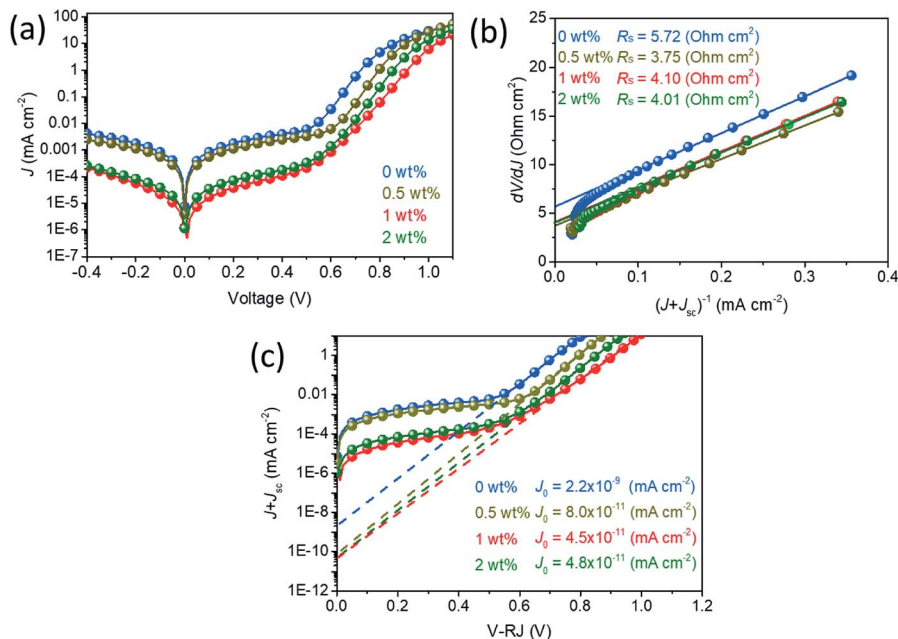 (a)
J (mA cm⁻²)
100
10
1
0.1
0.01
0.001
1E-4
1E-5
1E-6
1E-7
0 wt%
0.5 wt%
1 wt%
2 wt%
-0.4 -0.2 0.0 0.2 0.4 0.6 0.8 1.0
Voltage (V)
(b)
dV/dJ (Ohm cm²)
25
20
15
10
5
0
0 wt% Rs = 5.72 (Ohm cm²)
0.5 wt% Rs = 3.75 (Ohm cm²)
1 wt% Rs = 4.10 (Ohm cm²)
2 wt% Rs = 4.01 (Ohm cm²)
0.0 0.1 0.2 0.3 0.4
(J+Jsc)⁻¹ (mA cm⁻²)
(c)
J+Jsc (mA cm⁻²)
1
0.01
1E-4
1E-6
1E-8
1E-10
1E-12
0 wt% J₀ = 2.2x10⁻⁹ (mA cm⁻²)
0.5 wt% J₀ = 8.0x10⁻¹¹ (mA cm⁻²)
1 wt% J₀ = 4.5x10⁻¹¹ (mA cm⁻²)
2 wt% J₀ = 4.8x10⁻¹¹ (mA cm⁻²)
0.0 0.2 0.4 0.6 0.8 1.0 1.2
V-RJ (V)